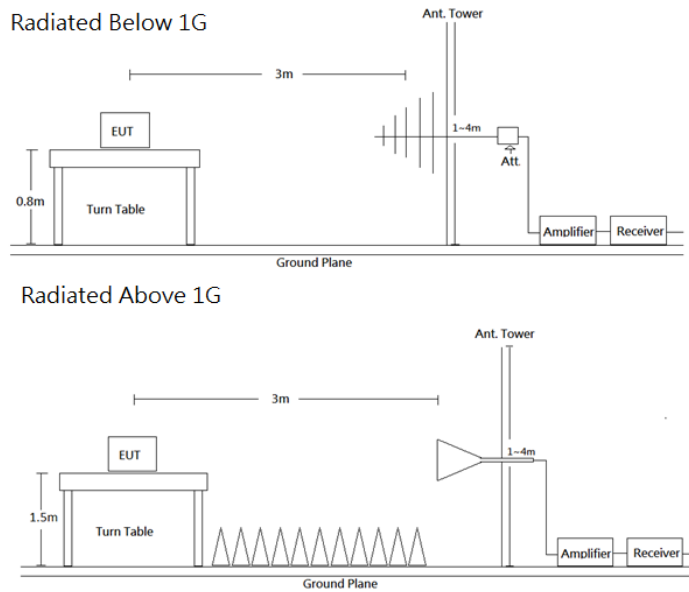 Radiated Below 1G
Ant. Tower
3m
EUT
1~4m
Att.
0.8m
Turn Table
Amplifier
Receiver
Ground Plane
Radiated Above 1G
Ant. Tower
3m
EUT
1~4m
1.5m
Turn Table
Amplifier
Receiver
Ground Plane